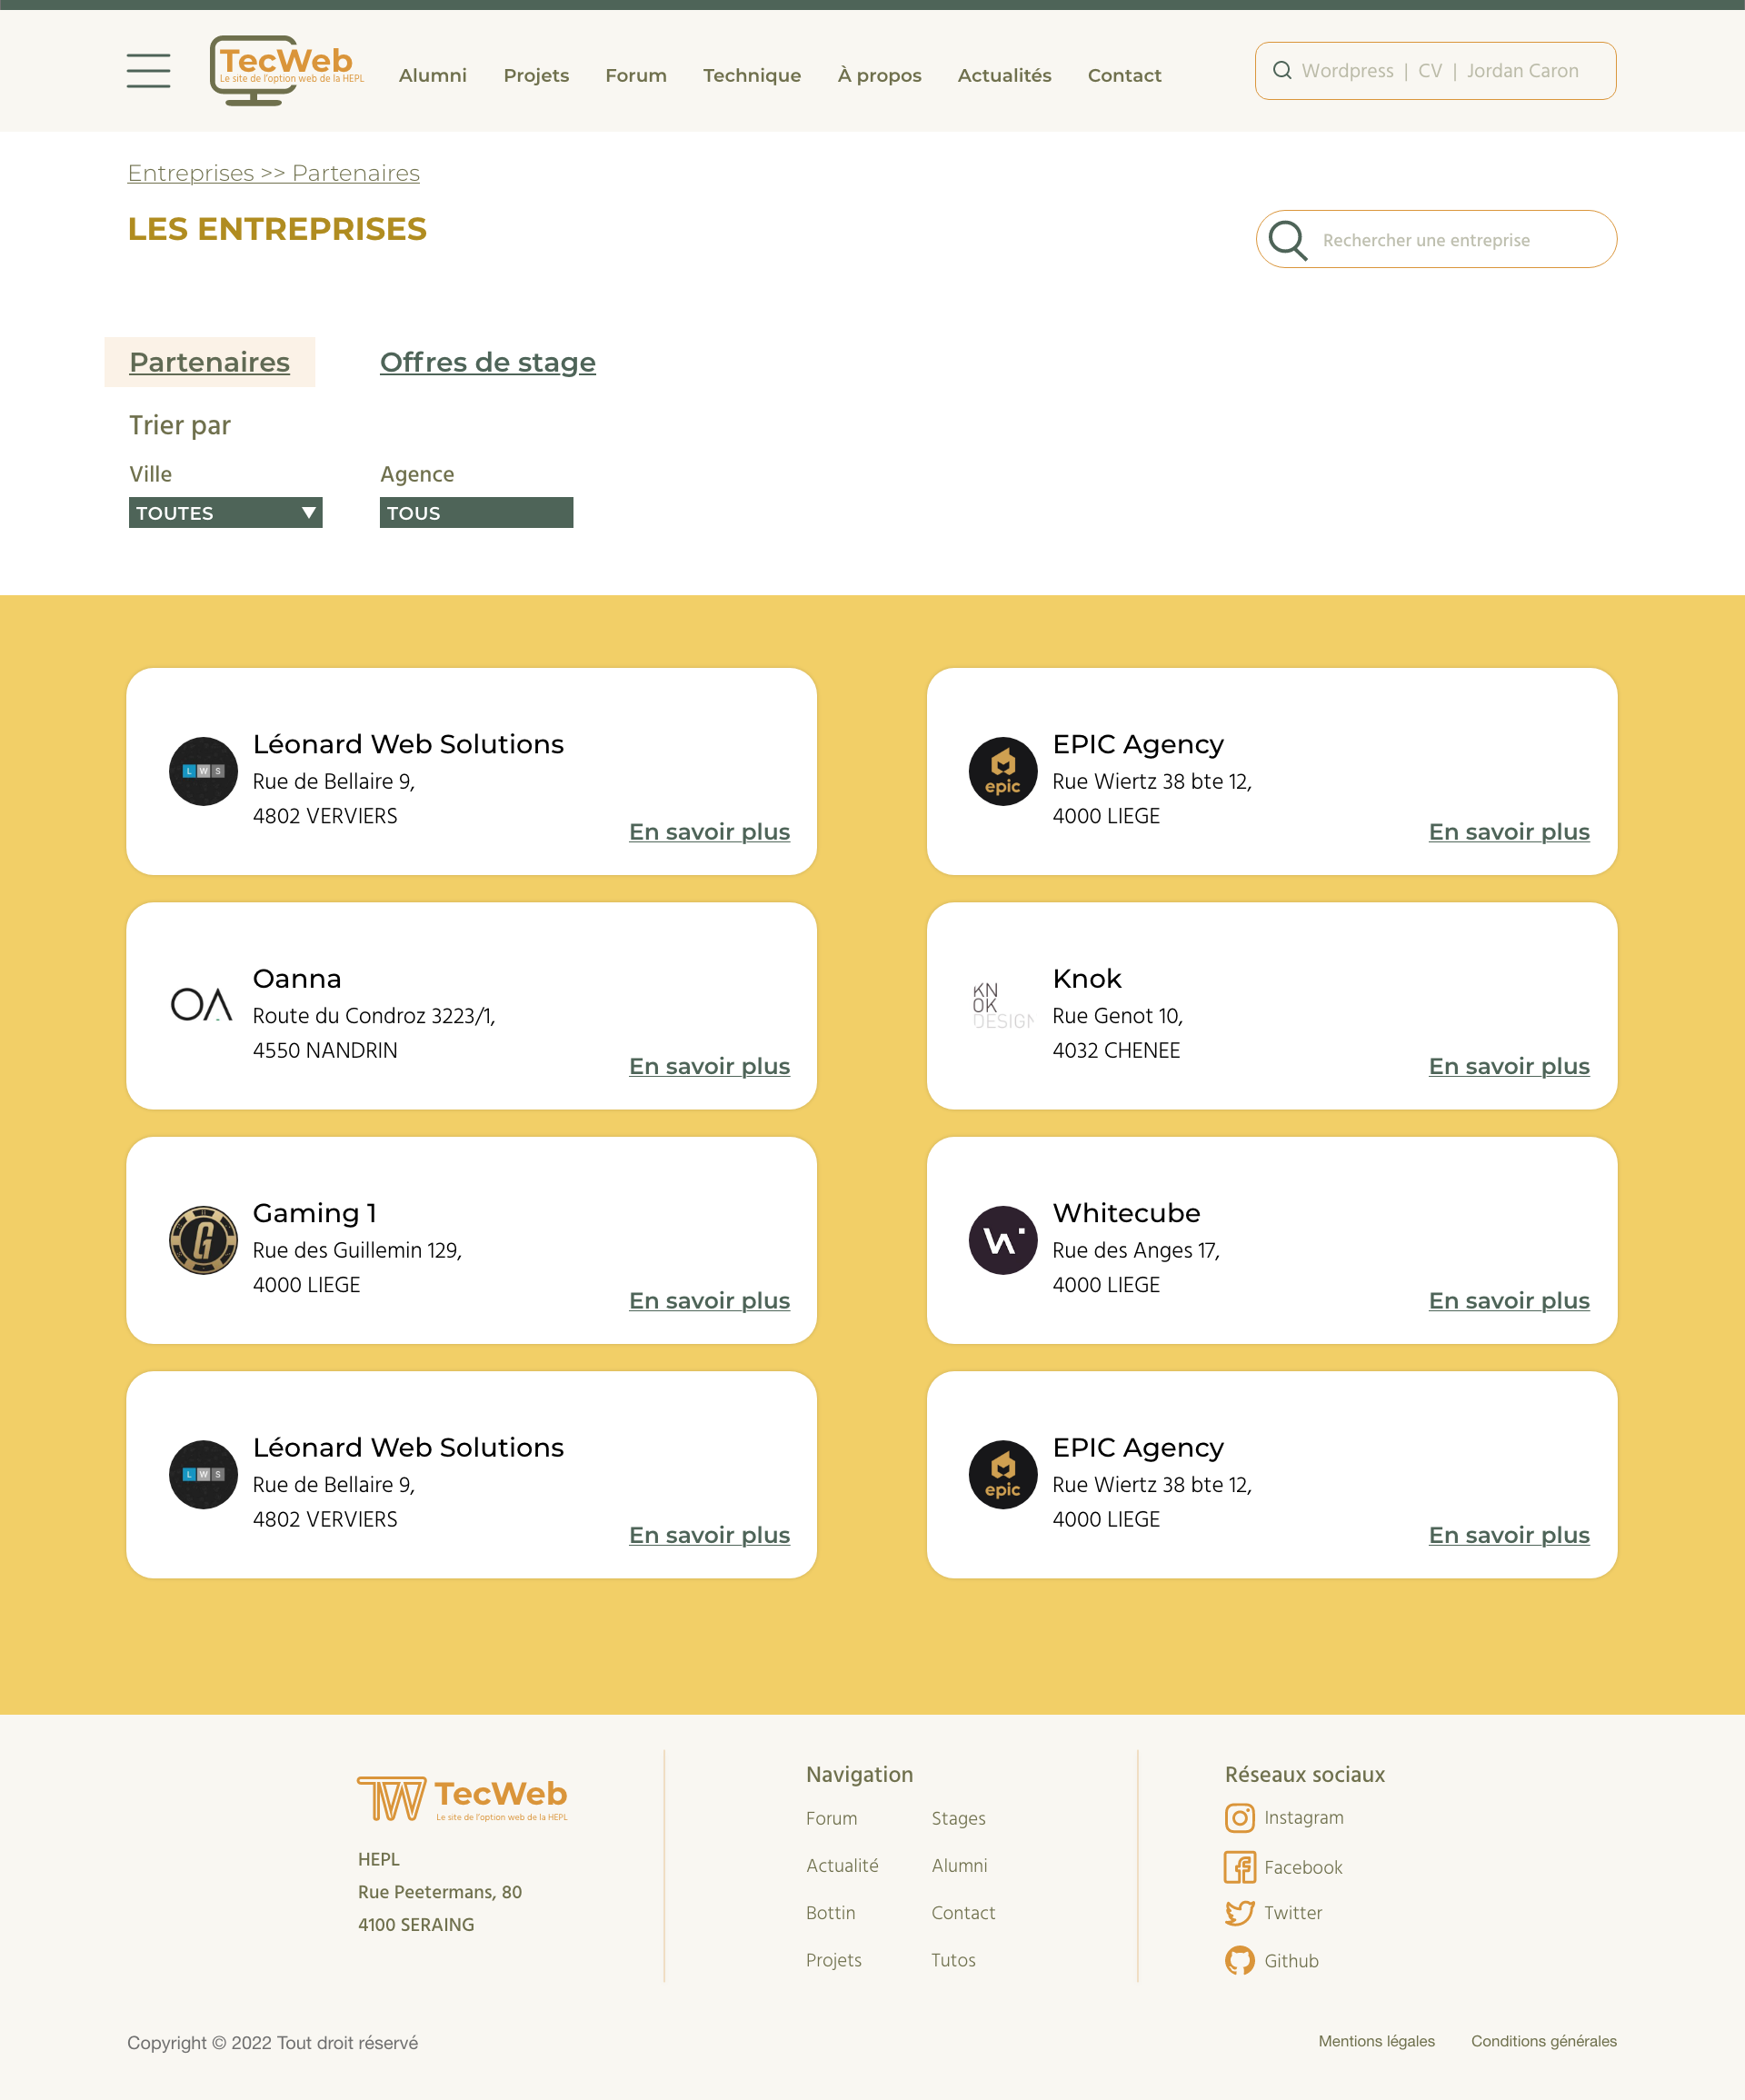 TecWeb
Le site de l'option web de la HEPL
Alumni Projets Forum Technique À propos Actualités Contact
Wordpress | CV | Jordan Caron
Entreprises >> Partenaires
LES ENTREPRISES
Rechercher une entreprise
Partenaires Offres de stage
Trier par
Ville Agence
TOUTES TOUS
LWS
Léonard Web Solutions
Rue de Bellaire 9,
4802 VERVIERS
En savoir plus
epic
EPIC Agency
Rue Wiertz 38 bte 12,
4000 LIEGE
En savoir plus
OA
Oanna
Route du Condroz 3223/1,
4550 NANDRIN
En savoir plus
KN
OK
DESIGN
Knok
Rue Genot 10,
4032 CHENEE
En savoir plus
G1
Gaming 1
Rue des Guillemin 129,
4000 LIEGE
En savoir plus
W
Whitecube
Rue des Anges 17,
4000 LIEGE
En savoir plus
LWS
Léonard Web Solutions
Rue de Bellaire 9,
4802 VERVIERS
En savoir plus
epic
EPIC Agency
Rue Wiertz 38 bte 12,
4000 LIEGE
En savoir plus
TW TecWeb
Le site de l'option web de la HEPL
HEPL
Rue Peetermans, 80
4100 SERAING
Navigation
Forum Stages
Actualité Alumni
Bottin Contact
Projets Tutos
Réseaux sociaux
Instagram
Facebook
Twitter
Github
Copyright © 2022 Tout droit réservé
Mentions légales Conditions générales